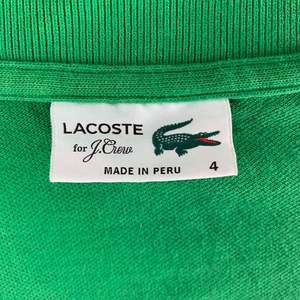 LACOSTE
for J.Crew
MADE IN PERU 4